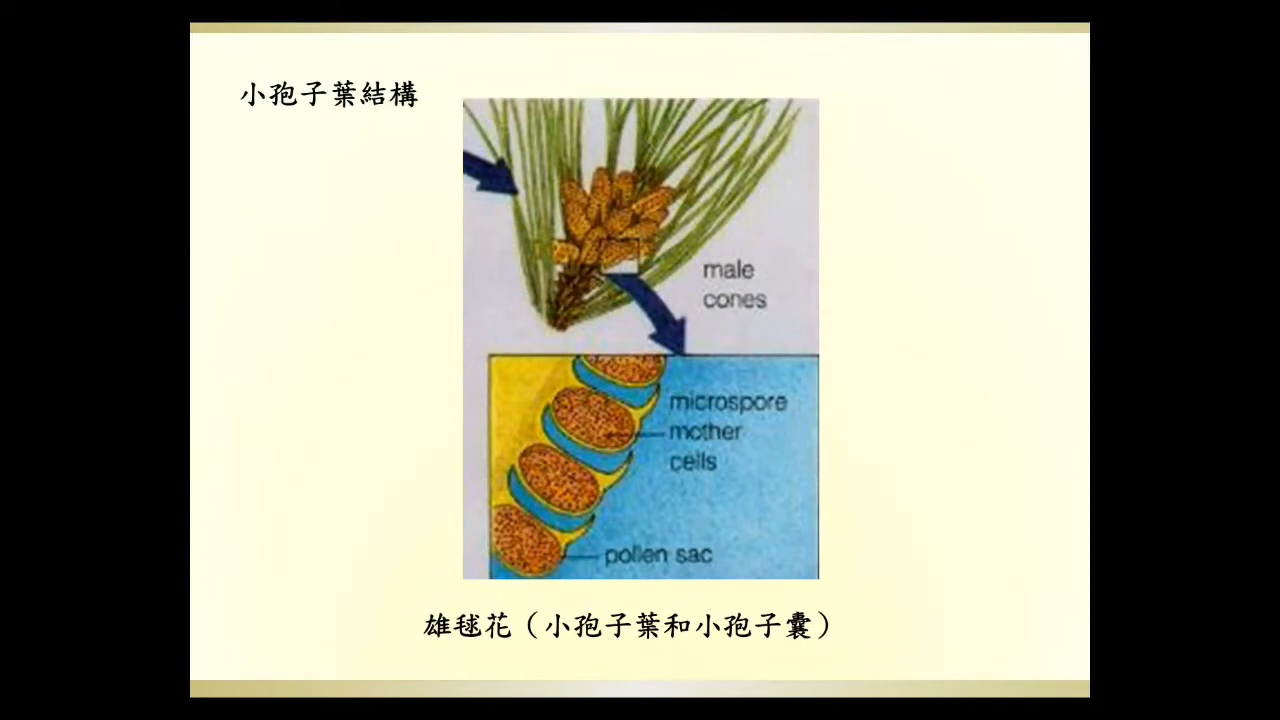 小孢子葉結構
male
cones
microspore
mother
cells
pollen sac
雄毬花（小孢子葉和小孢子囊）